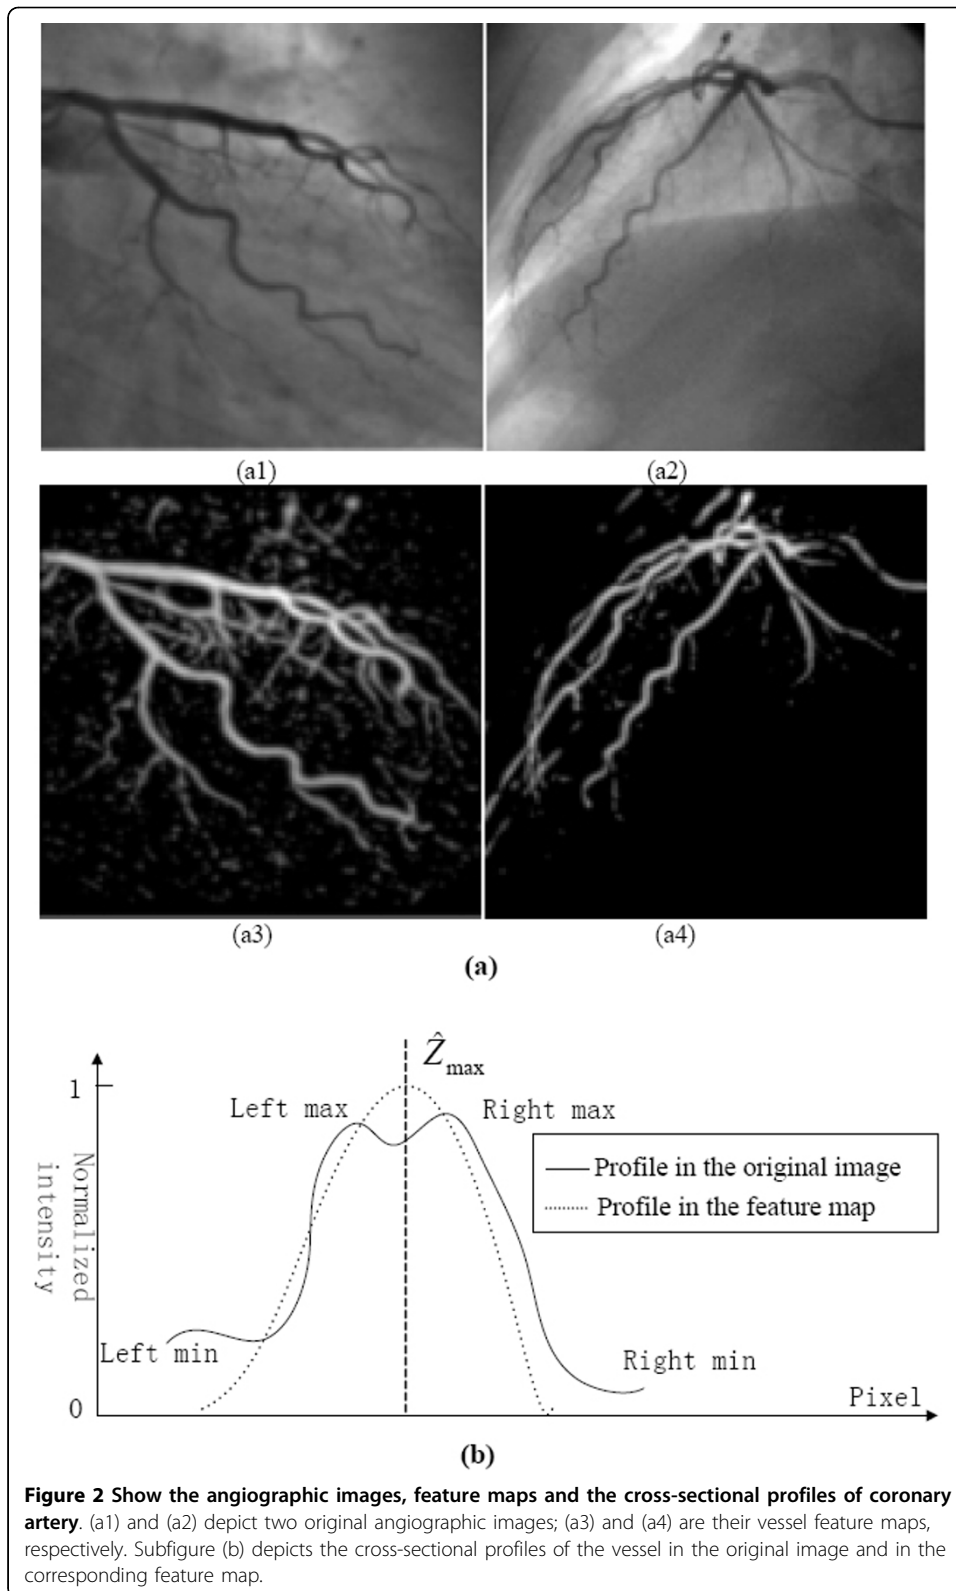 (a1)
(a2)
(a3)
(a4)
(a)
Ẑmax
1
Left max
Right max
Normalized
intensity
Profile in the original image
Profile in the feature map
Left min
Right min
0
Pixel
(b)
Figure 2 Show the angiographic images, feature maps and the cross-sectional profiles of coronary
artery. (a1) and (a2) depict two original angiographic images; (a3) and (a4) are their vessel feature maps,
respectively. Subfigure (b) depicts the cross-sectional profiles of the vessel in the original image and in the
corresponding feature map.